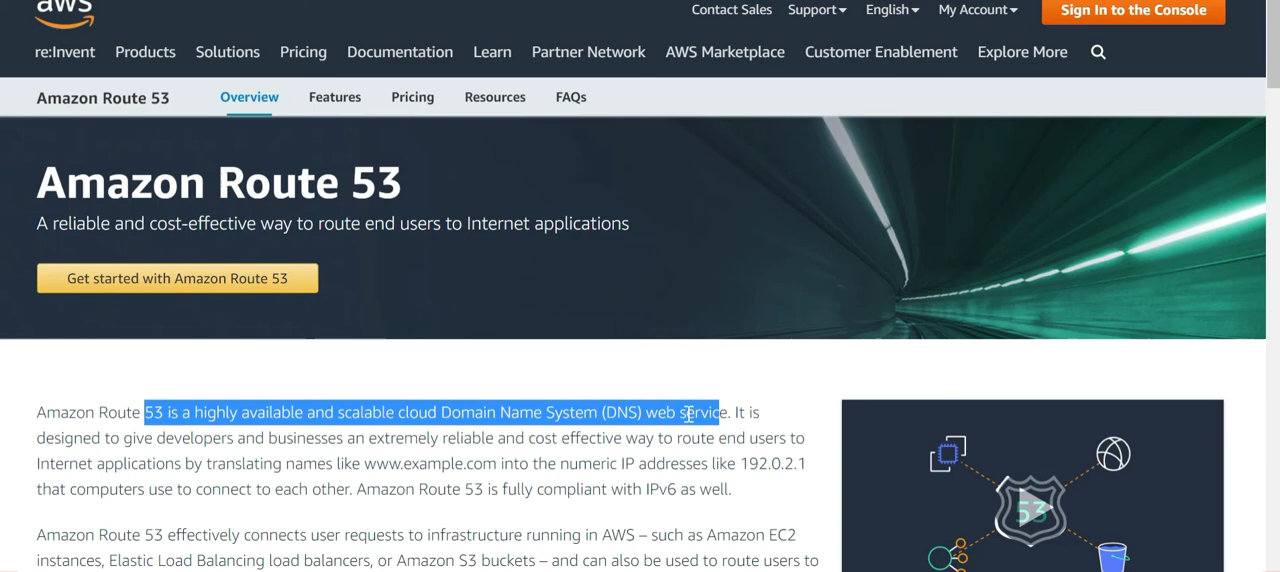 aws
Contact Sales Support English My Account Sign In to the Console
re:Invent Products Solutions Pricing Documentation Learn Partner Network AWS Marketplace Customer Enablement Explore More
Amazon Route 53 Overview Features Pricing Resources FAQs
Amazon Route 53
A reliable and cost-effective way to route end users to Internet applications
Get started with Amazon Route 53
Amazon Route 53 is a highly available and scalable cloud Domain Name System (DNS) web service. It is
designed to give developers and businesses an extremely reliable and cost effective way to route end users to
Internet applications by translating names like www.example.com into the numeric IP addresses like 192.0.2.1
that computers use to connect to each other. Amazon Route 53 is fully compliant with IPv6 as well.
Amazon Route 53 effectively connects user requests to infrastructure running in AWS – such as Amazon EC2
instances, Elastic Load Balancing load balancers, or Amazon S3 buckets – and can also be used to route users to
53